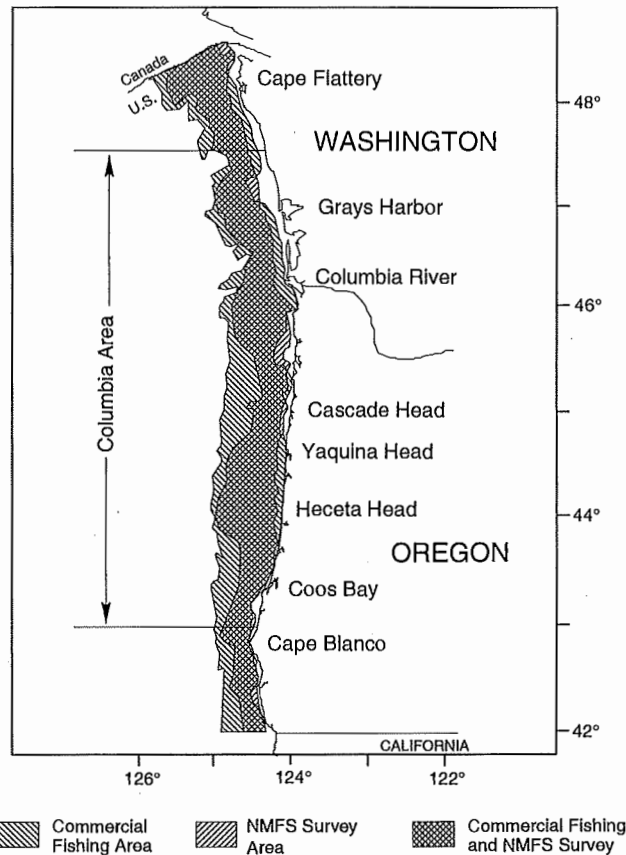 Canada
U.S.
Cape Flattery
48°
WASHINGTON
Grays Harbor
Columbia River
46°
Columbia Area
Cascade Head
Yaquina Head
Heceta Head
44°
OREGON
Coos Bay
Cape Blanco
42°
CALIFORNIA
126°
124°
122°
Commercial
Fishing Area
NMFS Survey
Area
Commercial Fishing
and NMFS Survey